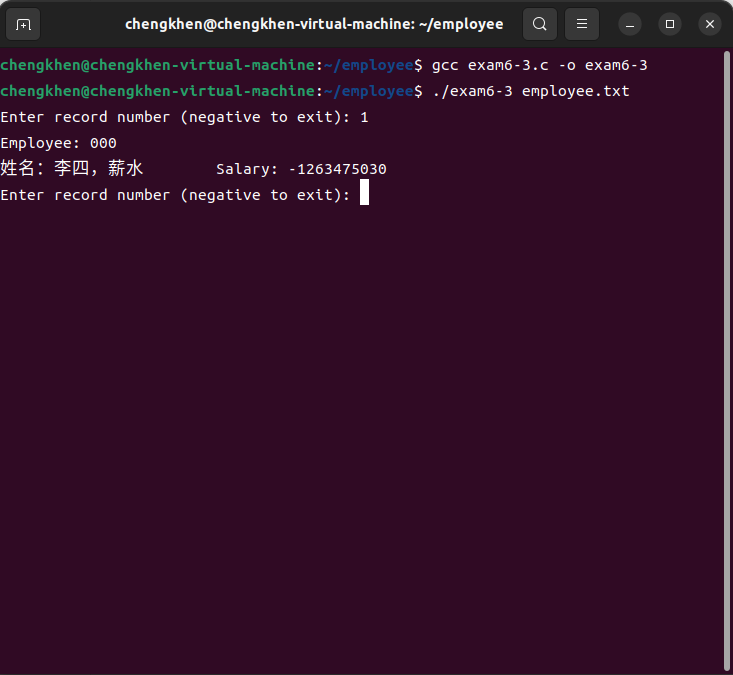 chengkhen@chengkhen-virtual-machine: ~/employee
chengkhen@chengkhen-virtual-machine:~/employee$ gcc exam6-3.c -o exam6-3
chengkhen@chengkhen-virtual-machine:~/employee$ ./exam6-3 employee.txt
Enter record number (negative to exit): 1
Employee: 000
姓名：李四，薪水        Salary: -1263475030
Enter record number (negative to exit):